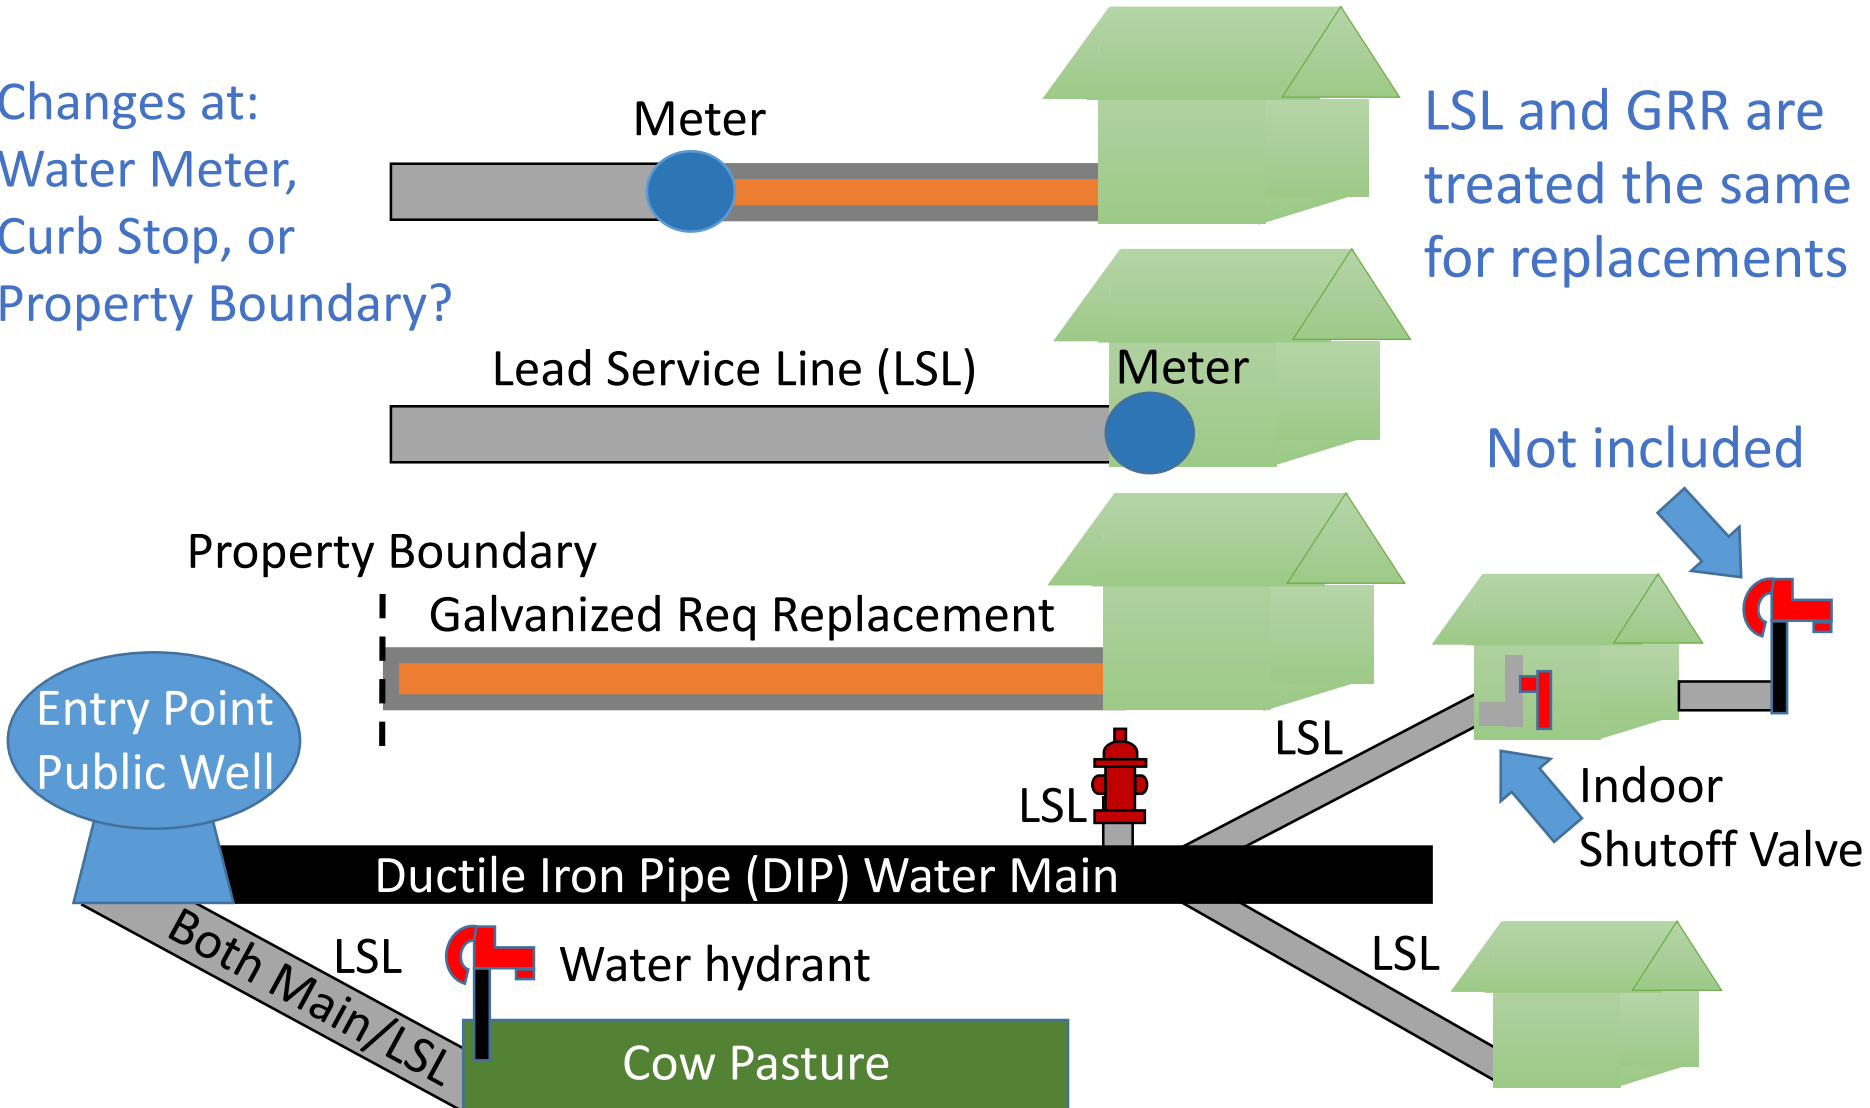 Changes at:
Water Meter,
Curb Stop, or
Property Boundary?
Meter
LSL and GRR are
treated the same
for replacements
Lead Service Line (LSL)
Meter
Not included
Property Boundary
Galvanized Req Replacement
Entry Point
Public Well
LSL
LSL
Indoor
Shutoff Valve
Ductile Iron Pipe (DIP) Water Main
Both Main/LSL
LSL
Water hydrant
LSL
Cow Pasture